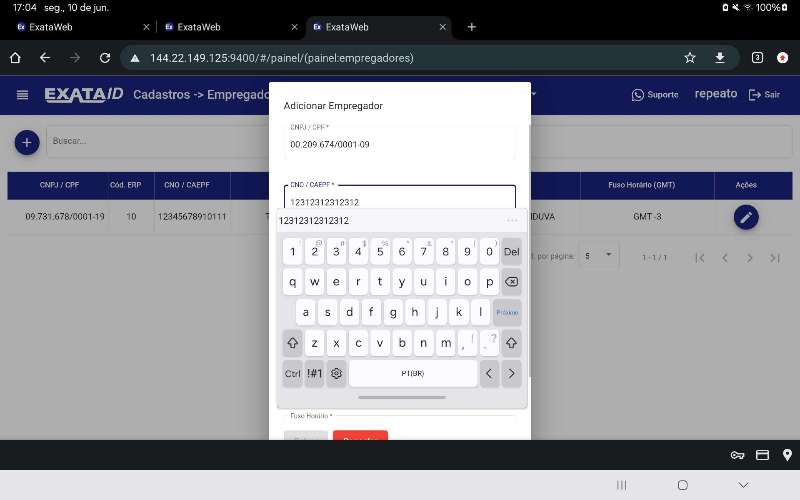 17:04 seg., 10 de jun. 100%
ExataWeb
ExataWeb
ExataWeb
144.22.149.125:9400/#/painel/(painel:empregadores)
3
EXATAID Cadastros -> Empregado
Suporte repeato Sair
Adicionar Empregador
CNPJ / CPF *
00.209.674/0001-09
Buscar...
CNO / CAEPF *
12312312312312
CNPJ / CPF Cód. ERP CNO / CAEPF Fuso Horário (GMT) Ações
09.731.678/0001-19 10 12345678910111 T DUVA GMT -3
12312312312312
por página: 5 1 - 1 / 1
1 2 3 4 5 6 7 8 9 0 Del
q w e r t y u i o p
a s d f g h j k l Próximo
z x c v b n m , ! . ?
Ctrl !#1 PT(BR) < >
Fuso Horário *